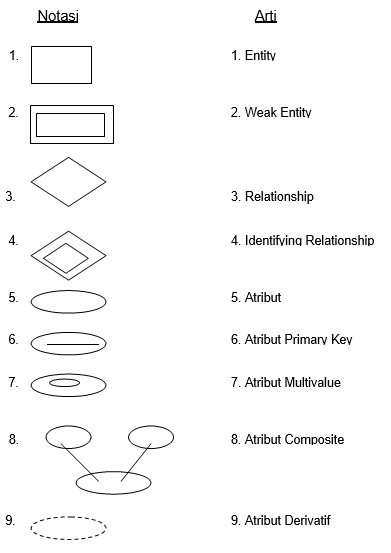 Notasi Arti
1. 1. Entity
2. 2. Weak Entity
3. 3. Relationship
4. 4. Identifying Relationship
5. 5. Atribut
6. 6. Atribut Primary Key
7. 7. Atribut Multivalue
8. 8. Atribut Composite
9. 9. Atribut Derivatif